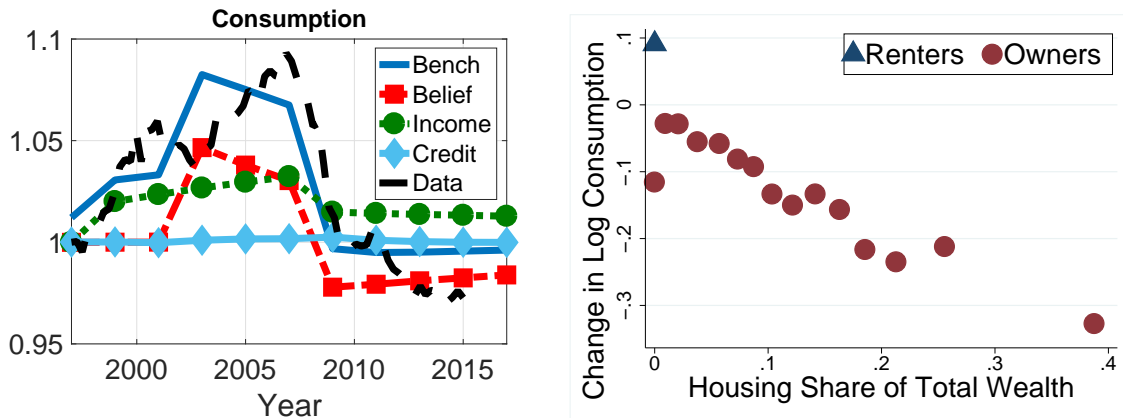 Consumption
1.1
1.05
1
0.95
2000 2005 2010 2015
Year
Bench
Belief
Income
Credit
Data
Change in Log Consumption
.1
0
-.1
-.2
-.3
0 .1 .2 .3 .4
Housing Share of Total Wealth
Renters Owners